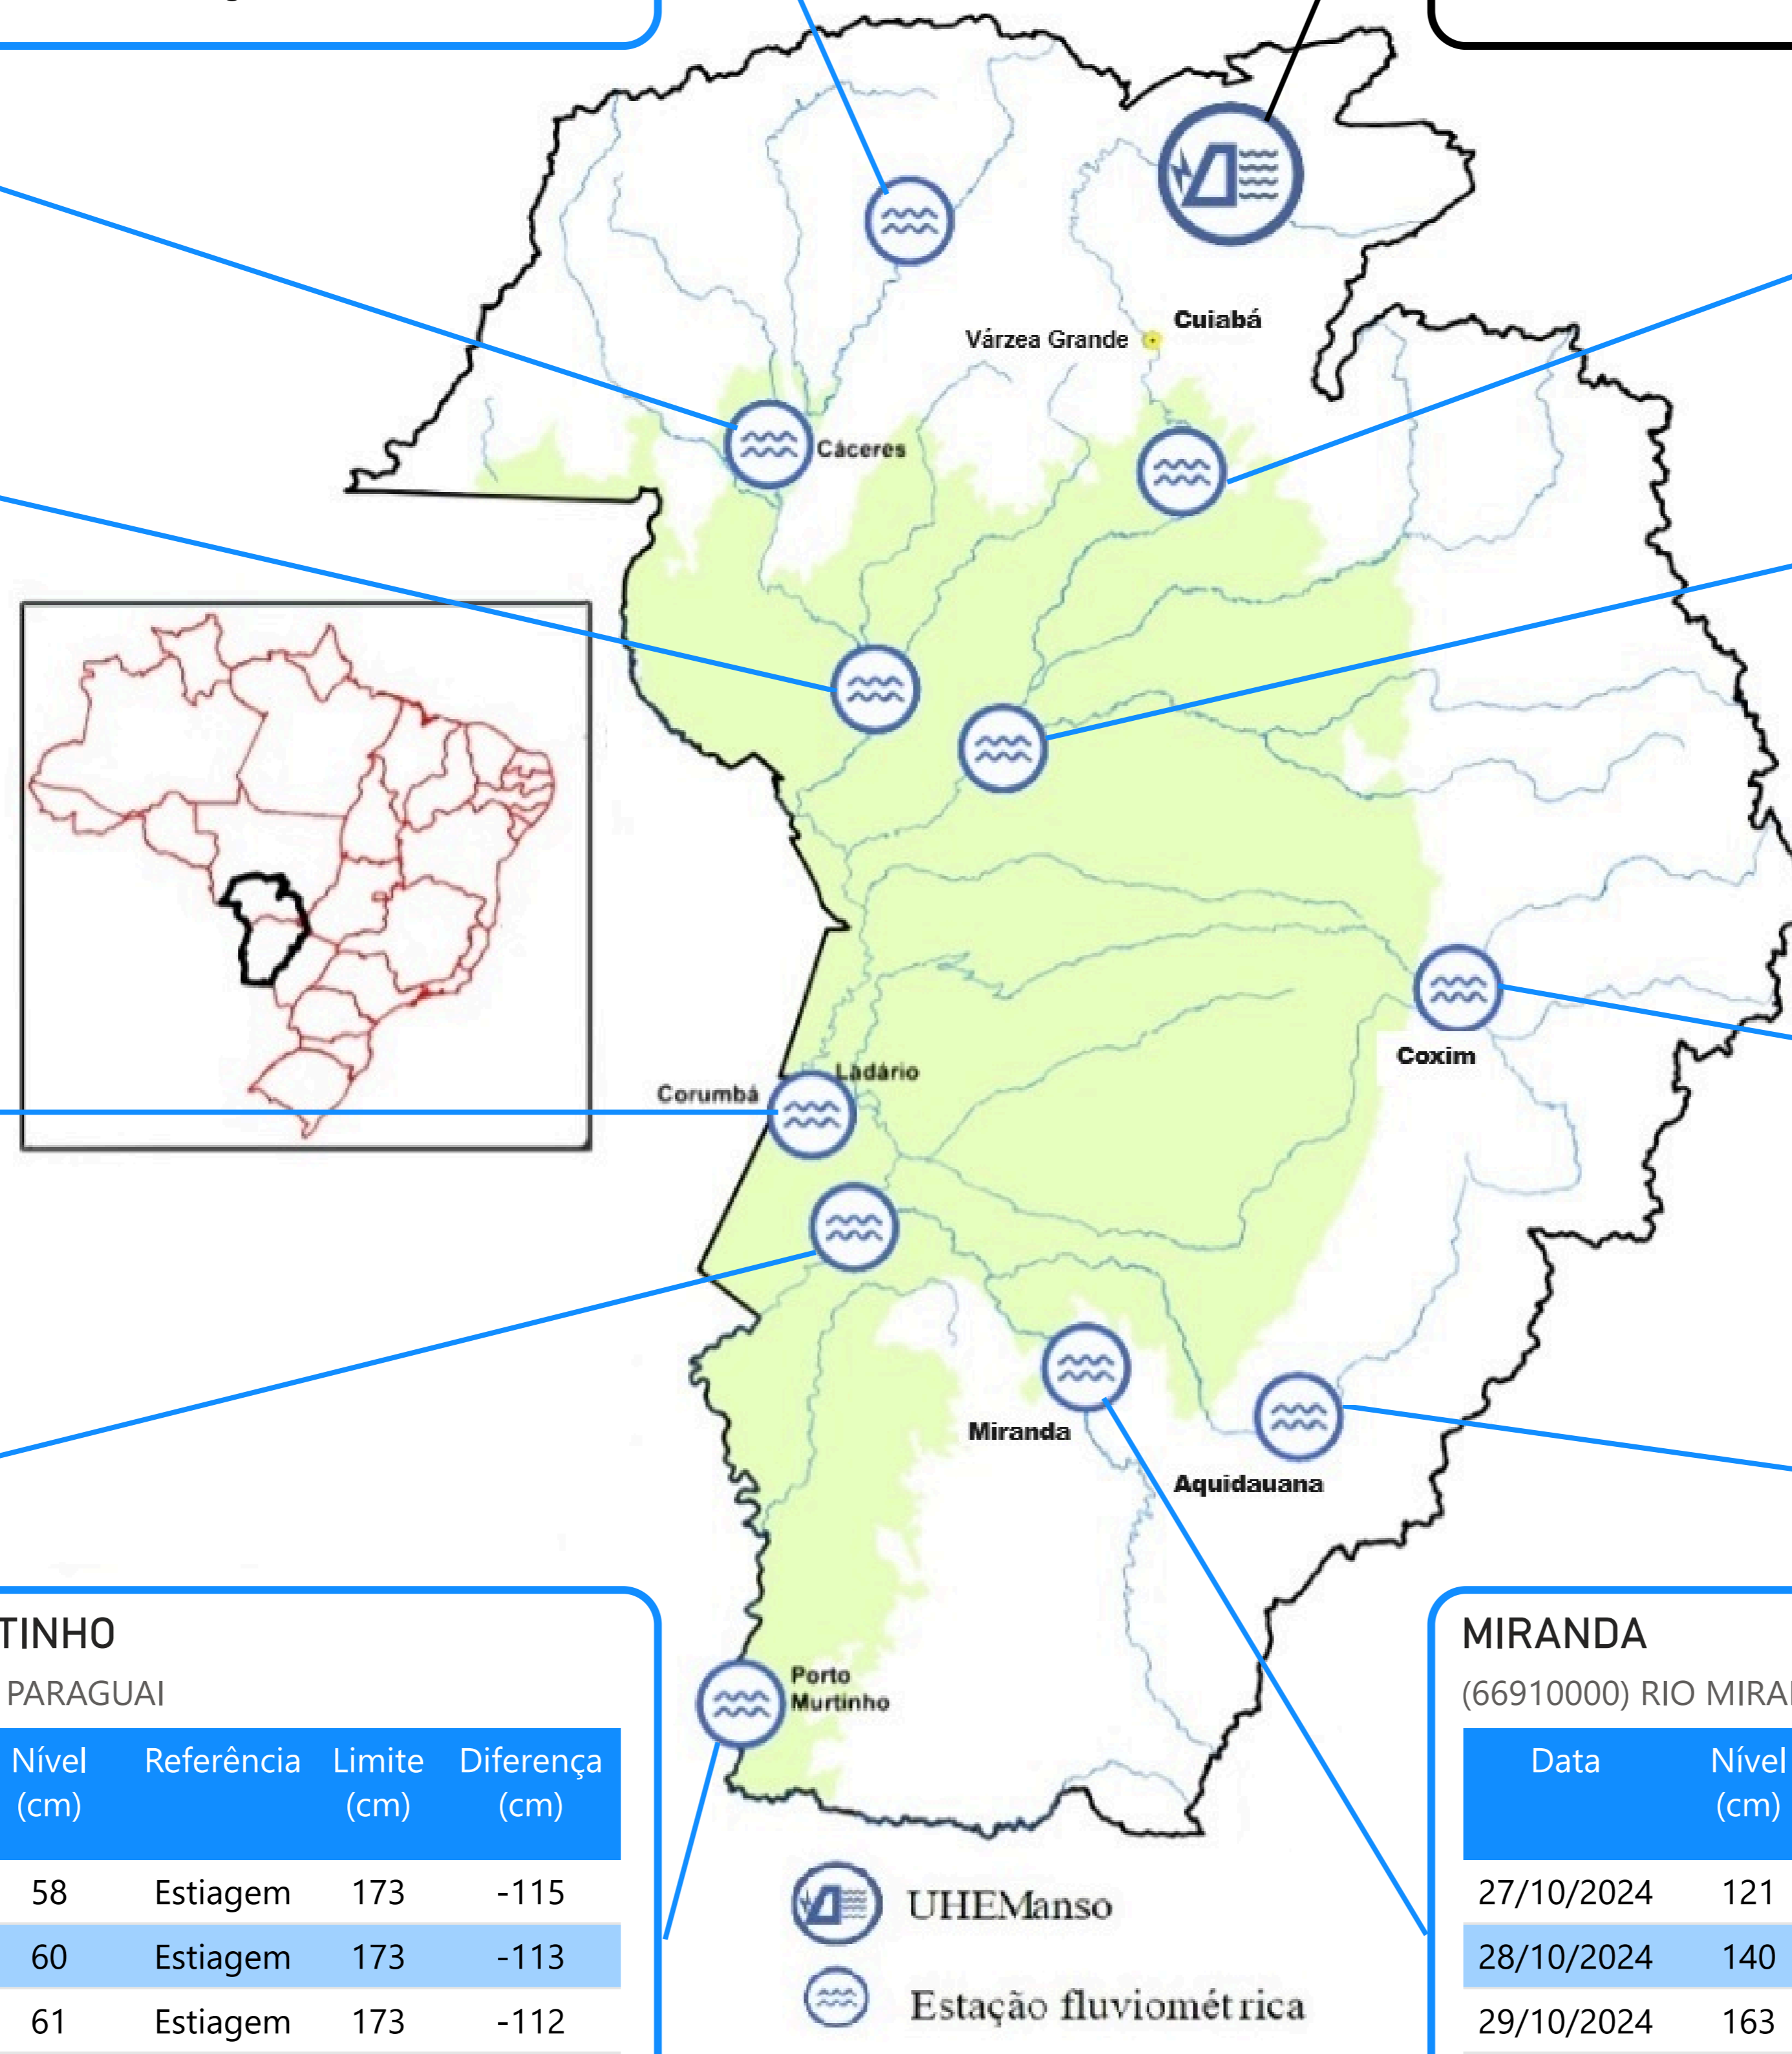 Cuiabá
Várzea Grande
Cáceres
Ladário
Corumbá
Coxim
Miranda
Aquidauana
Porto
Murtinho
TINHO
PARAGUAI
Nível (cm) Referência Limite (cm) Diferença (cm)
58 Estiagem 173 -115
60 Estiagem 173 -113
61 Estiagem 173 -112
UHEManso
Estação fluviométrica
MIRANDA
(66910000) RIO MIRA
Data Nível (cm)
27/10/2024 121
28/10/2024 140
29/10/2024 163